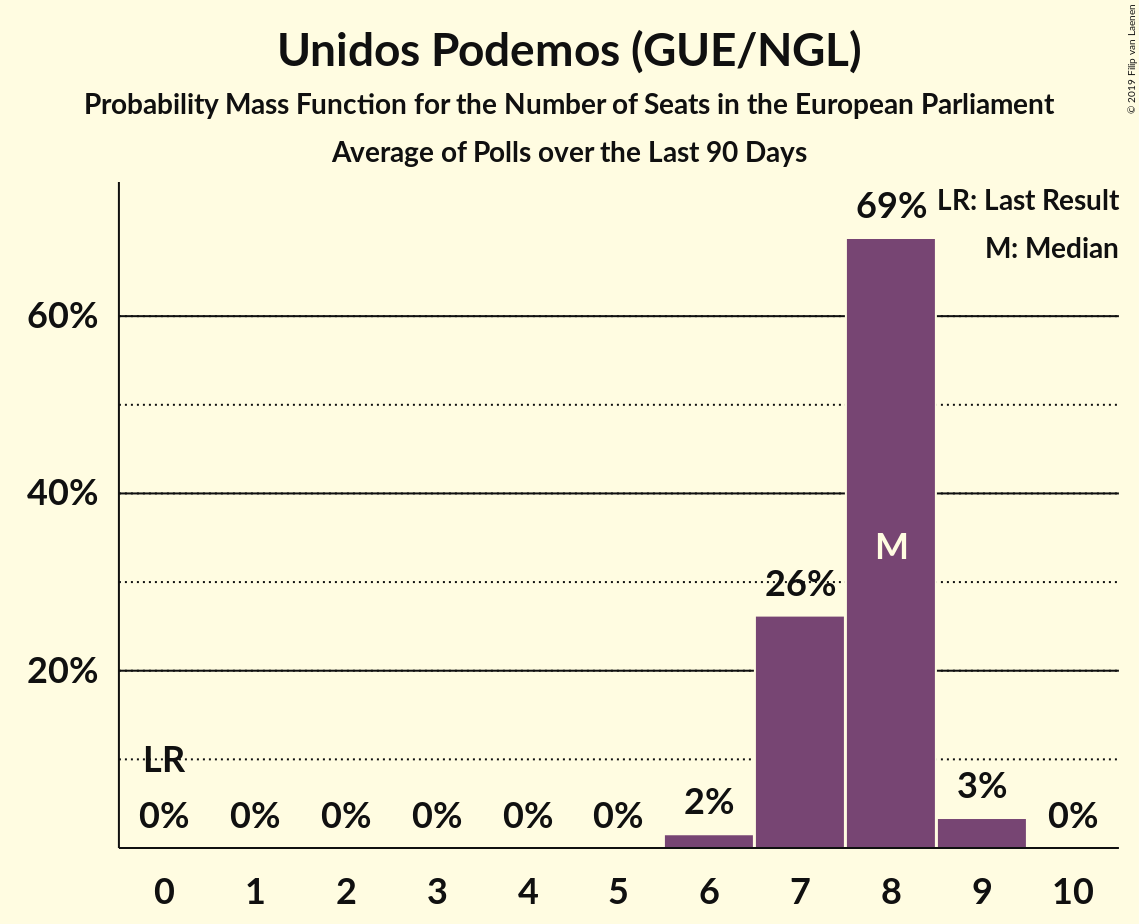 Unidos Podemos (GUE/NGL)
Probability Mass Function for the Number of Seats in the European Parliament
Average of Polls over the Last 90 Days
© 2019 Filip van Laenen
LR: Last Result
M: Median
69%
60%
40%
M
26%
20%
LR
0% 0% 0% 0% 0% 0% 2% 3% 0%
0 1 2 3 4 5 6 7 8 9 10